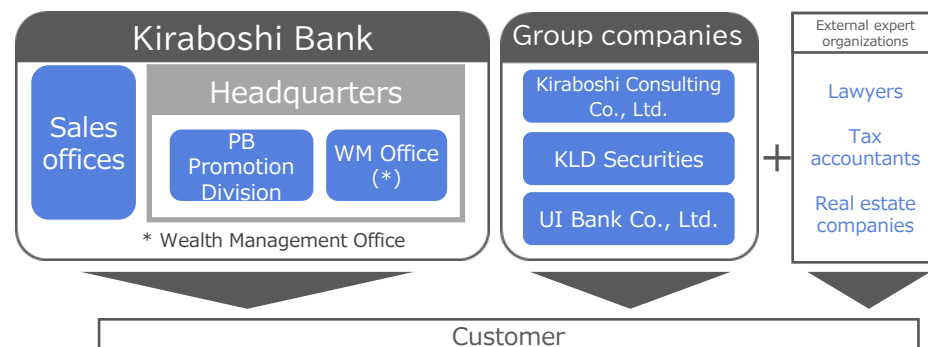 Kiraboshi Bank
Sales
offices
Headquarters
PB
Promotion
Division
WM Office
(*)
* Wealth Management Office
Group companies
Kiraboshi Consulting
Co., Ltd.
KLD Securities
UI Bank Co., Ltd.
+
External expert
organizations
Lawyers
Tax
accountants
Real estate
companies
Customer